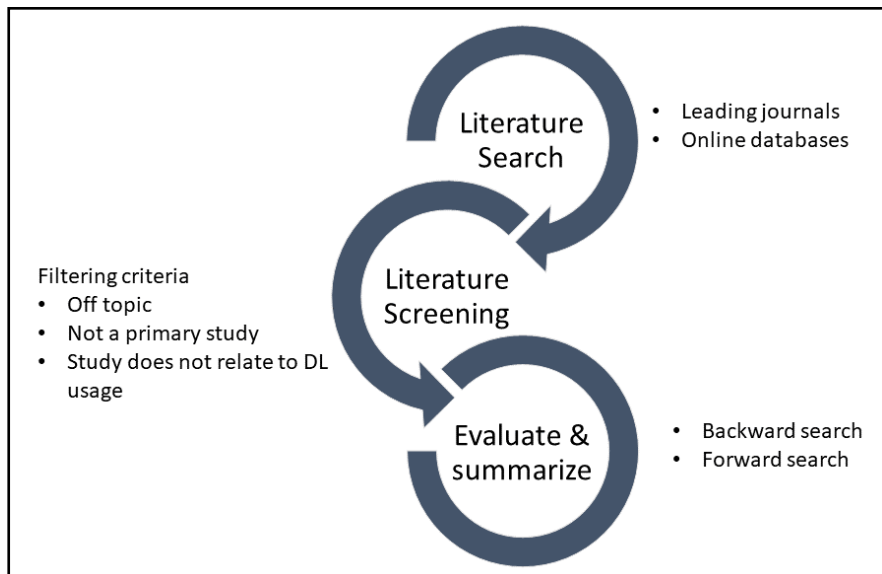 Literature
Search
• Leading journals
• Online databases
Filtering criteria
• Off topic
• Not a primary study
• Study does not relate to DL
usage
Literature
Screening
Evaluate &
summarize
• Backward search
• Forward search